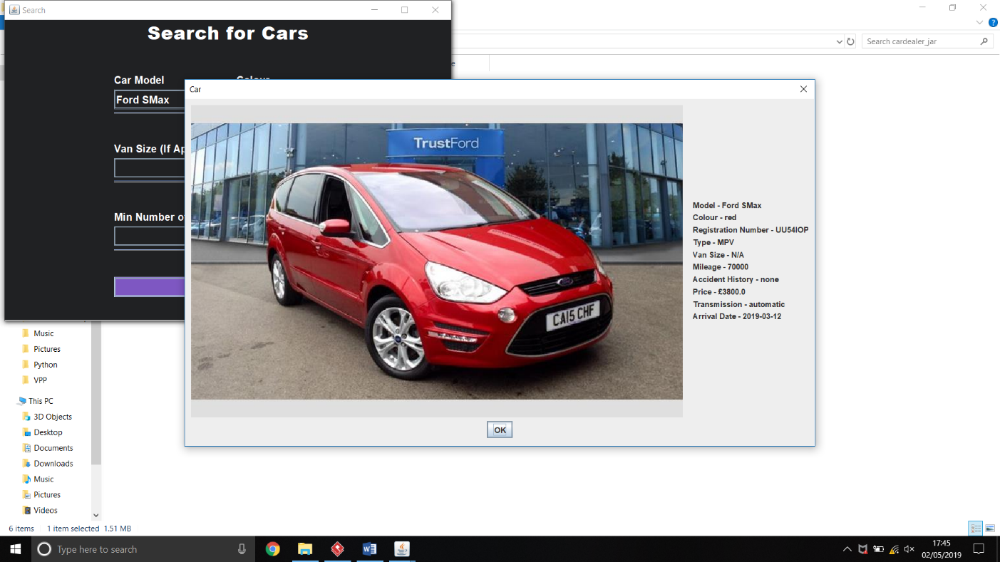 Search
Search for Cars
Search cardealer_jar
Car Model
Ford SMax
Van Size (If Ap
Min Number o
Car
TrustFord
CA15 CHF
Model - Ford SMax
Colour - red
Registration Number - UU54IOP
Type - MPV
Van Size - N/A
Mileage - 70000
Accident History - none
Price - £3800.0
Transmission - automatic
Arrival Date - 2019-03-12
OK
Music
Pictures
Python
VPP
This PC
3D Objects
Desktop
Documents
Downloads
Music
Pictures
Videos
6 items 1 item selected 1.51 MB
Type here to search
17:45
02/05/2019